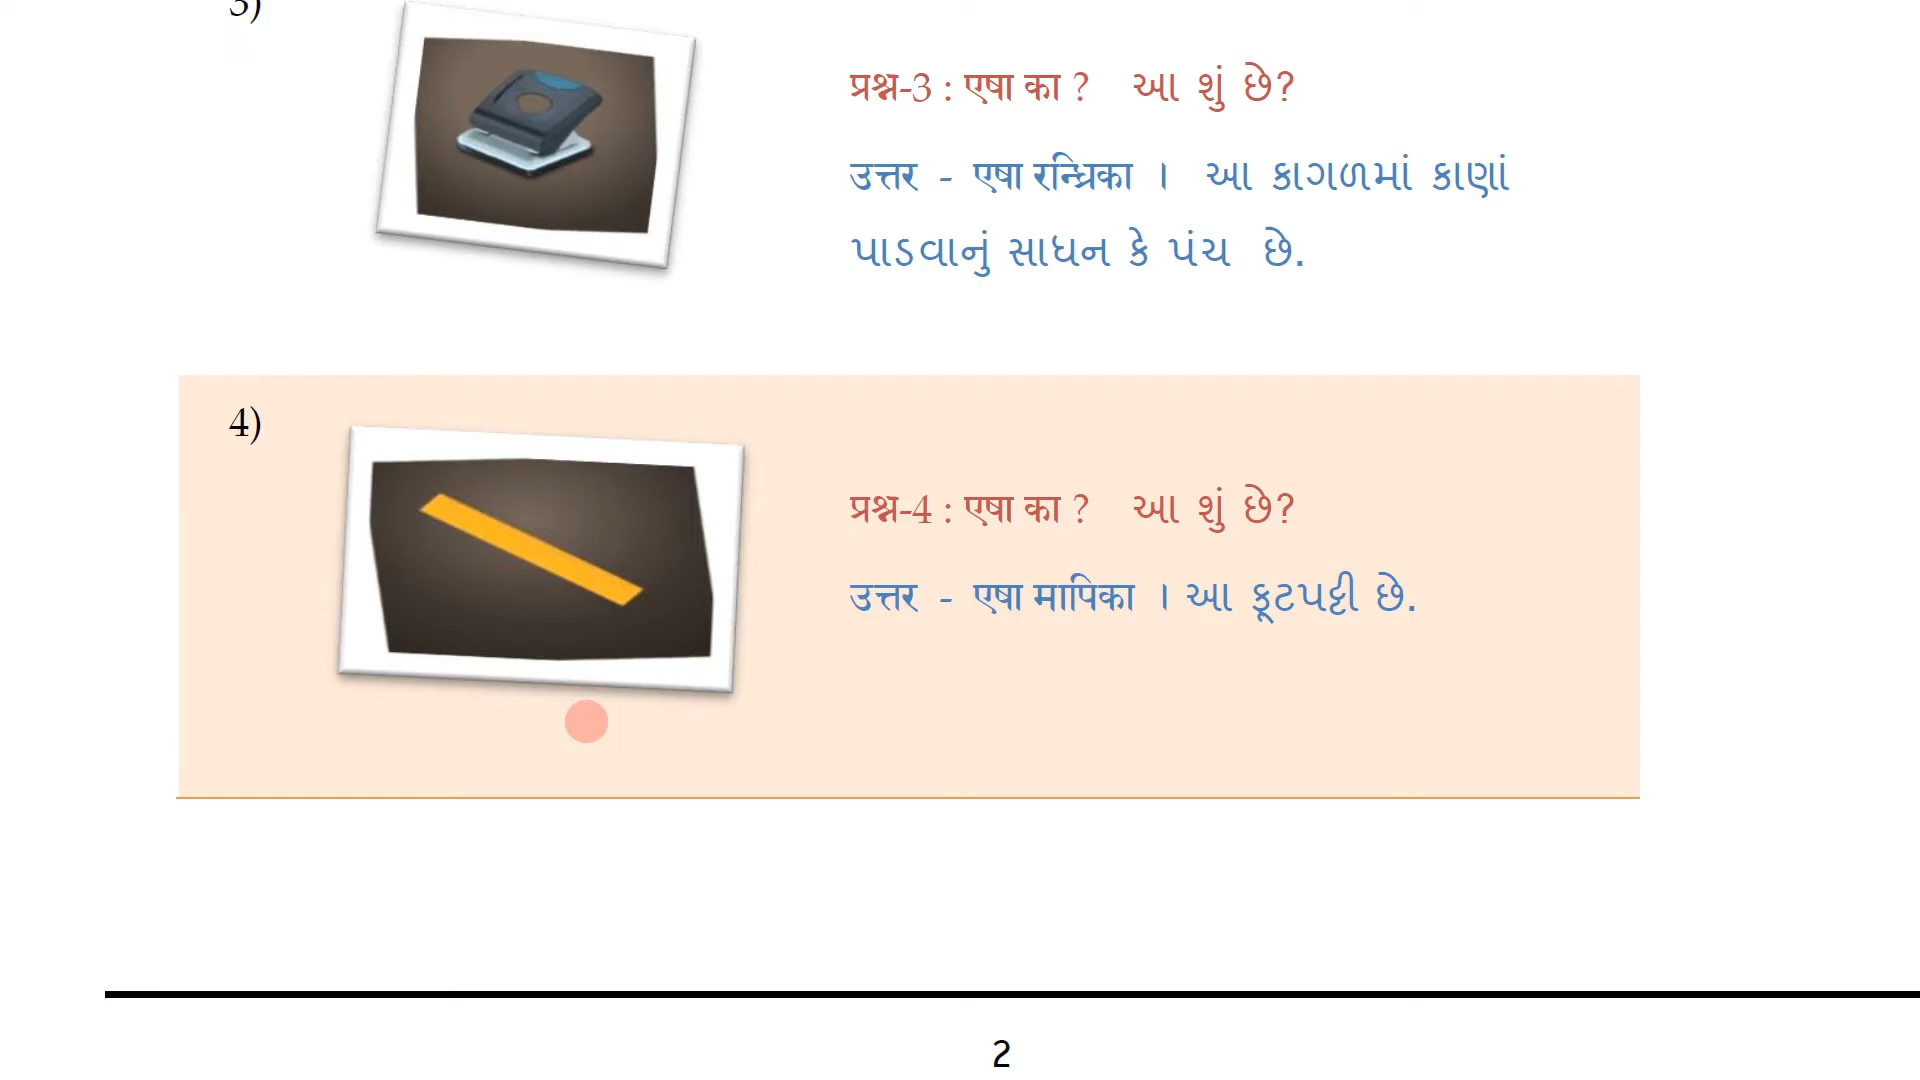 3)
प्रश्न-3 : एषा का ? આ શું છે?
उत्तर - एषा रन्ध्रिका । આ કાગળમાં કાણાં
પાડવાનું સાધન કે પંચ છે.
4)
प्रश्न-4 : एषा का ? આ શું છે?
उत्तर - एषा मापिका । આ ફૂટપટ્ટી છે.
2